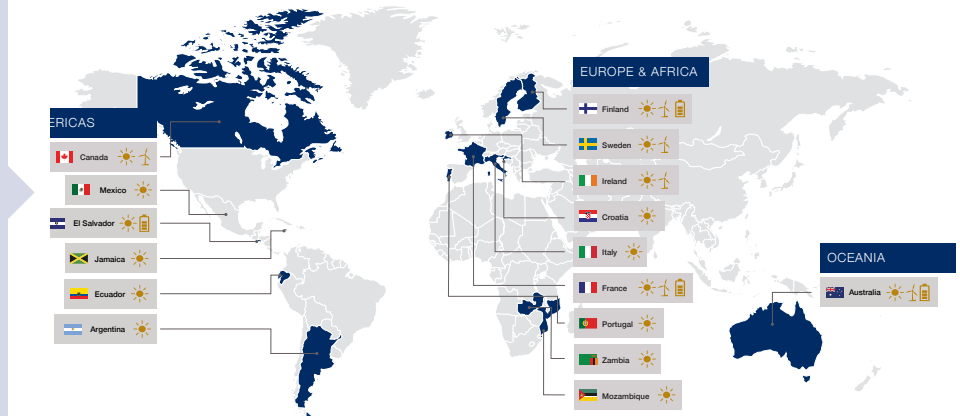 ERICAS
Canada
Mexico
El Salvador
Jamaica
Ecuador
Argentina
EUROPE & AFRICA
Finland
Sweden
Ireland
Croatia
Italy
France
Portugal
Zambia
Mozambique
OCEANIA
Australia